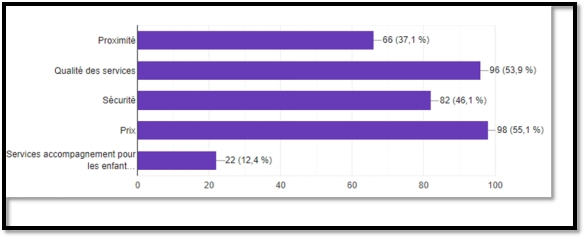 Proximité
66 (37,1 %)
Qualité des services
96 (53,9 %)
Sécurité
82 (46,1 %)
Prix
98 (55,1 %)
Services accompagnement pour
les enfant...
22 (12,4 %)
0 20 40 60 80 100